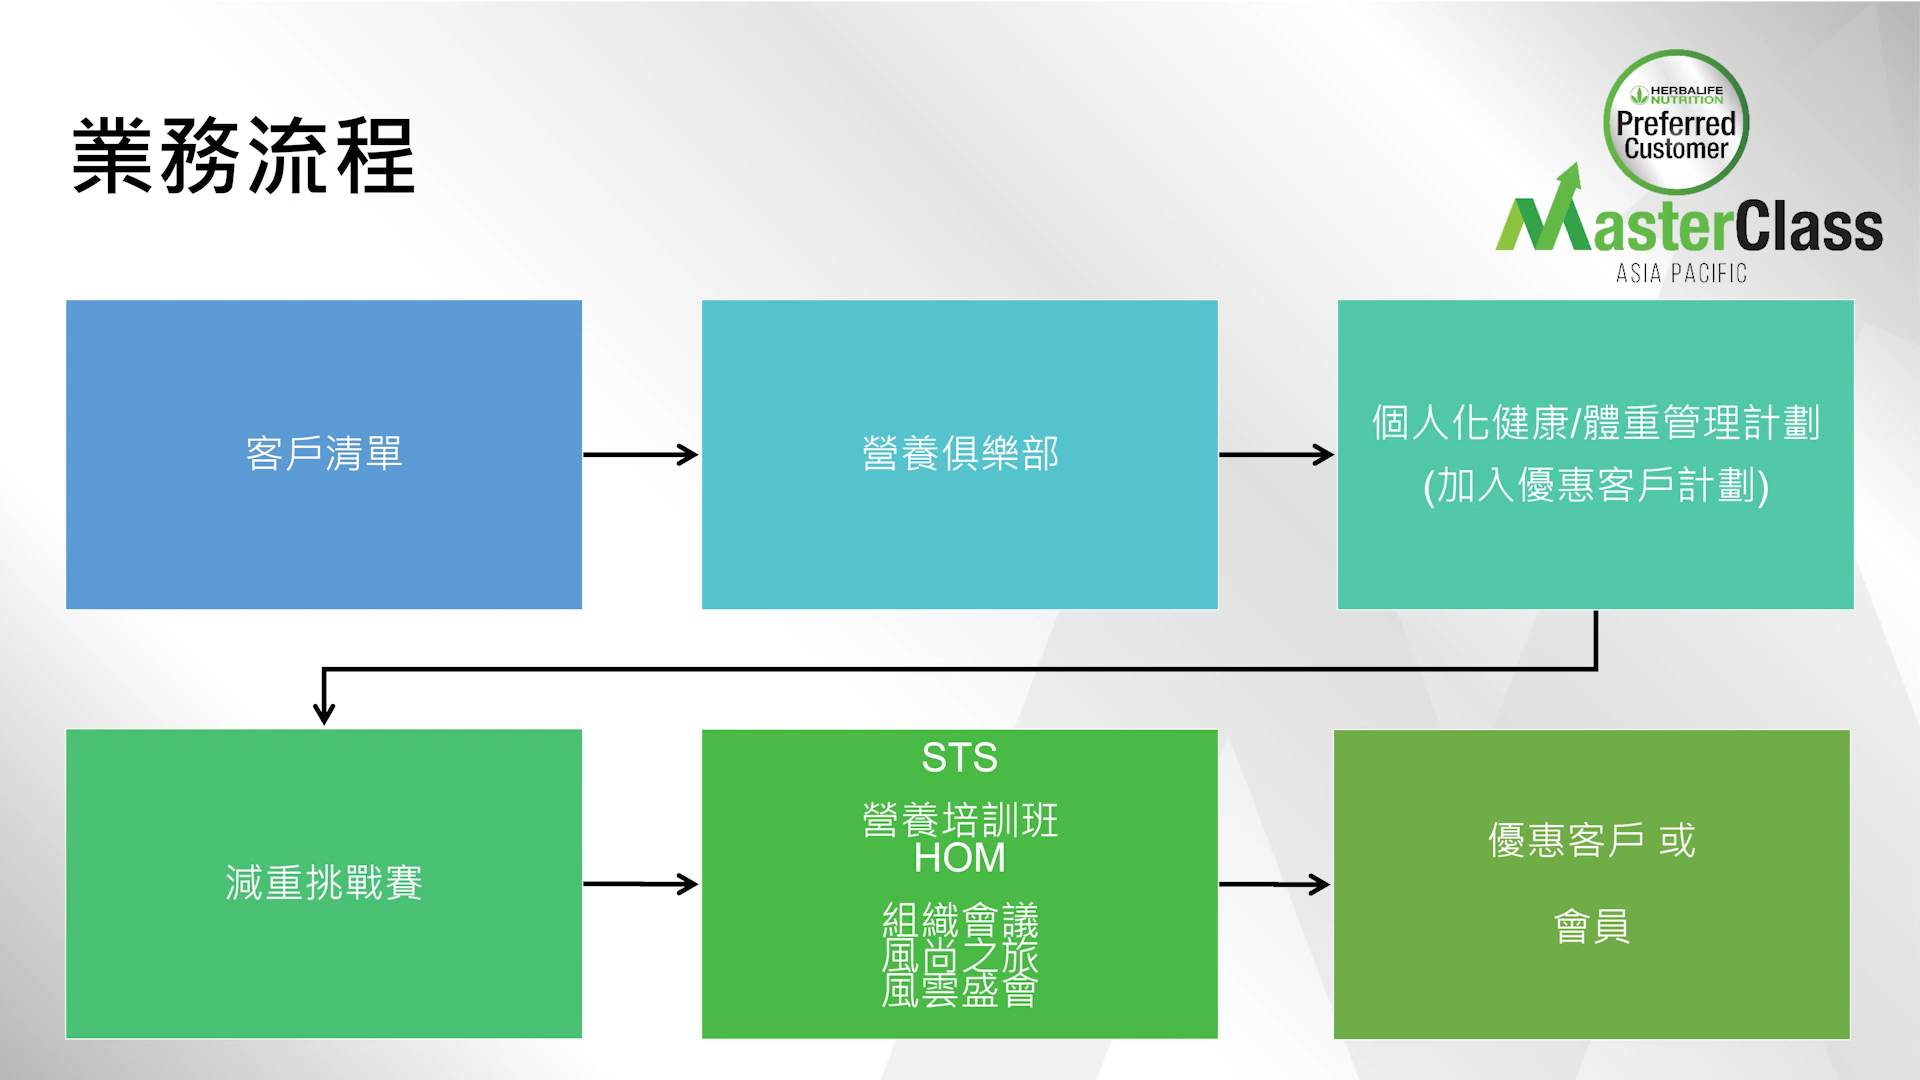 業務流程
HERBALIFE
NUTRITION
Preferred
Customer
MasterClass
ASIA PACIFIC
客戶清單
營養俱樂部
個人化健康/體重管理計劃
(加入優惠客戶計劃)
減重挑戰賽
STS
營養培訓班
HOM
組織會議
風尚之旅
風雲盛會
優惠客戶 或
會員